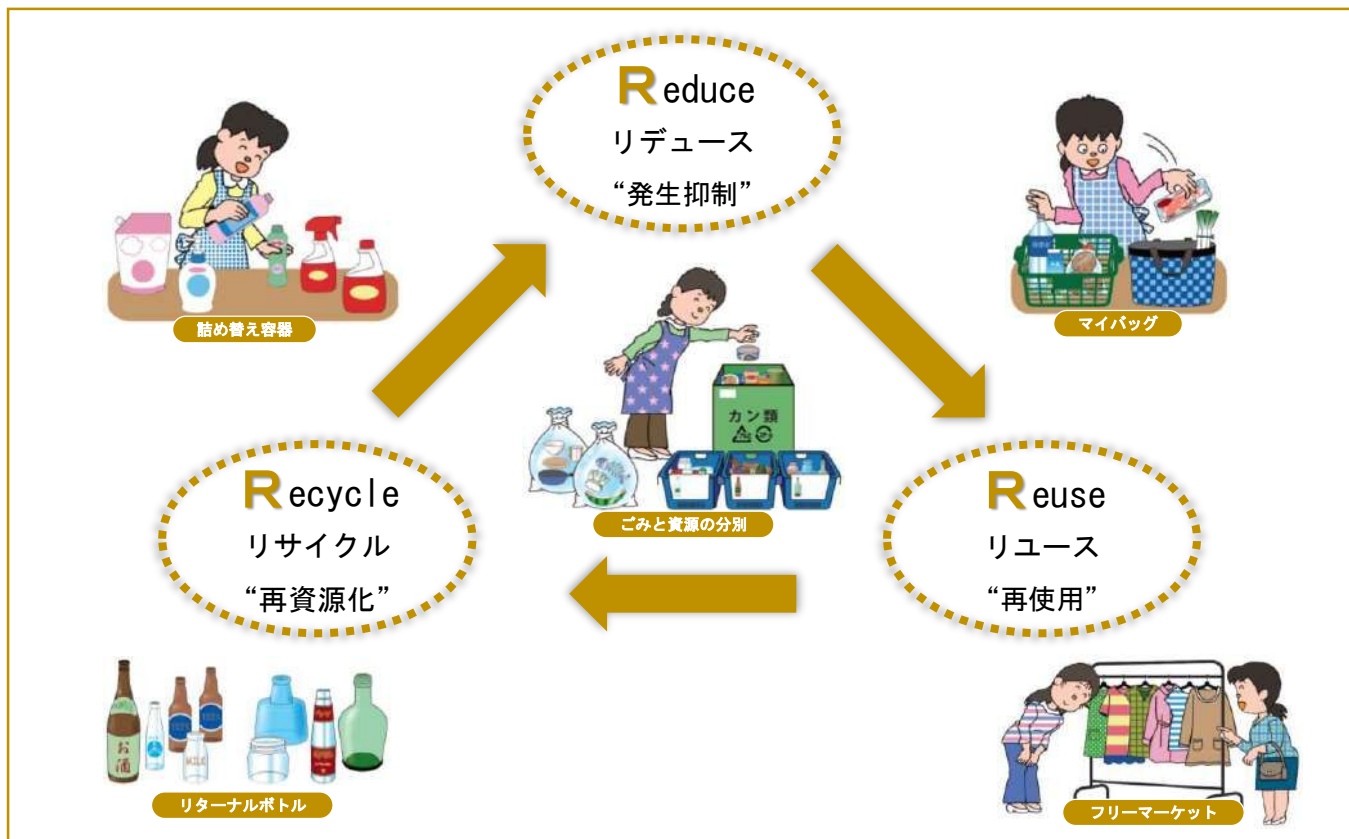 Reduce
リデュース
“発生抑制”
詰め替え容器
マイバッグ
カン類
ごみと資源の分別
Recycle
リサイクル
“再資源化”
Reuse
リユース
“再使用”
お酒
MILK
リターナルボトル
フリーマーケット